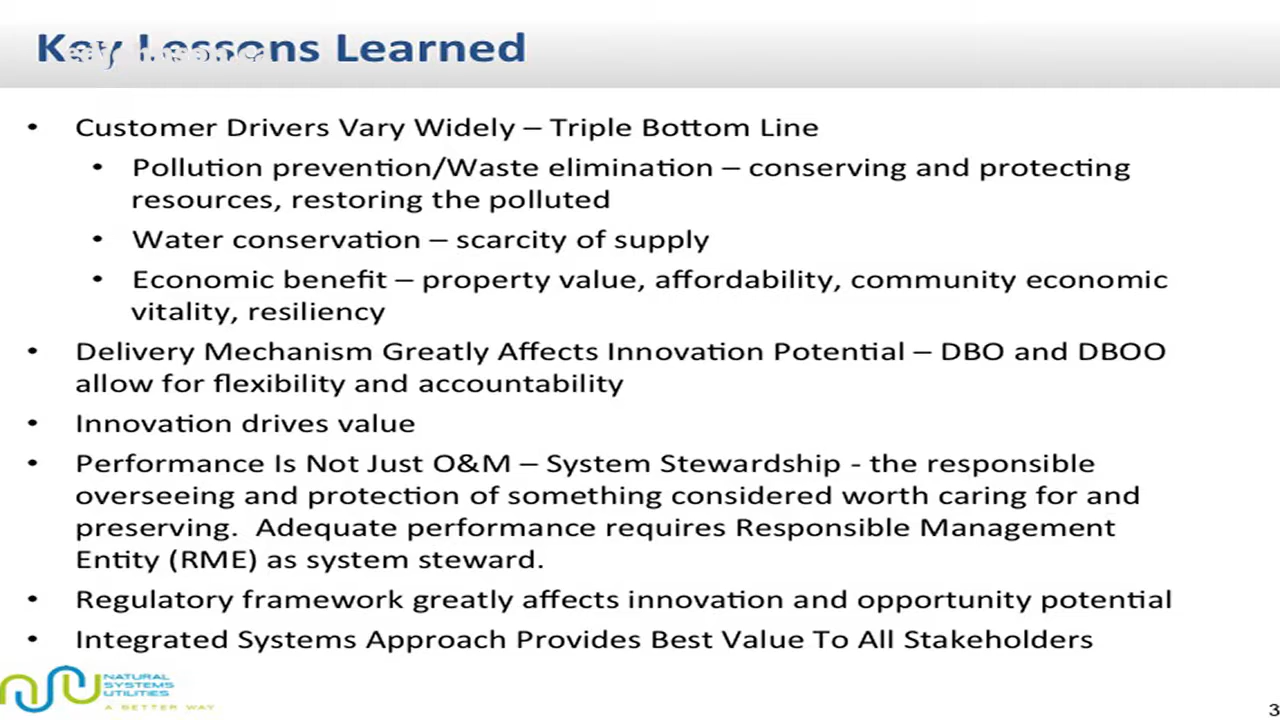 Key Lessons Learned
• Customer Drivers Vary Widely – Triple Bottom Line
• Pollution prevention/Waste elimination – conserving and protecting
resources, restoring the polluted
• Water conservation – scarcity of supply
• Economic benefit – property value, affordability, community economic
vitality, resiliency
• Delivery Mechanism Greatly Affects Innovation Potential – DBO and DBOO
allow for flexibility and accountability
• Innovation drives value
• Performance Is Not Just O&M – System Stewardship - the responsible
overseeing and protection of something considered worth caring for and
preserving.  Adequate performance requires Responsible Management
Entity (RME) as system steward.
• Regulatory framework greatly affects innovation and opportunity potential
• Integrated Systems Approach Provides Best Value To All Stakeholders
NATURAL
SYSTEMS
UTILITIES
A BETTER WAY
3